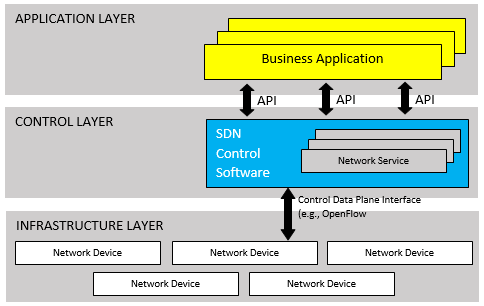 APPLICATION LAYER
Business Application
API API API
CONTROL LAYER
SDN
Control
Software
Network Service
Control Data Plane Interface
(e.g., OpenFlow
INFRASTRUCTURE LAYER
Network Device Network Device Network Device
Network Device Network Device